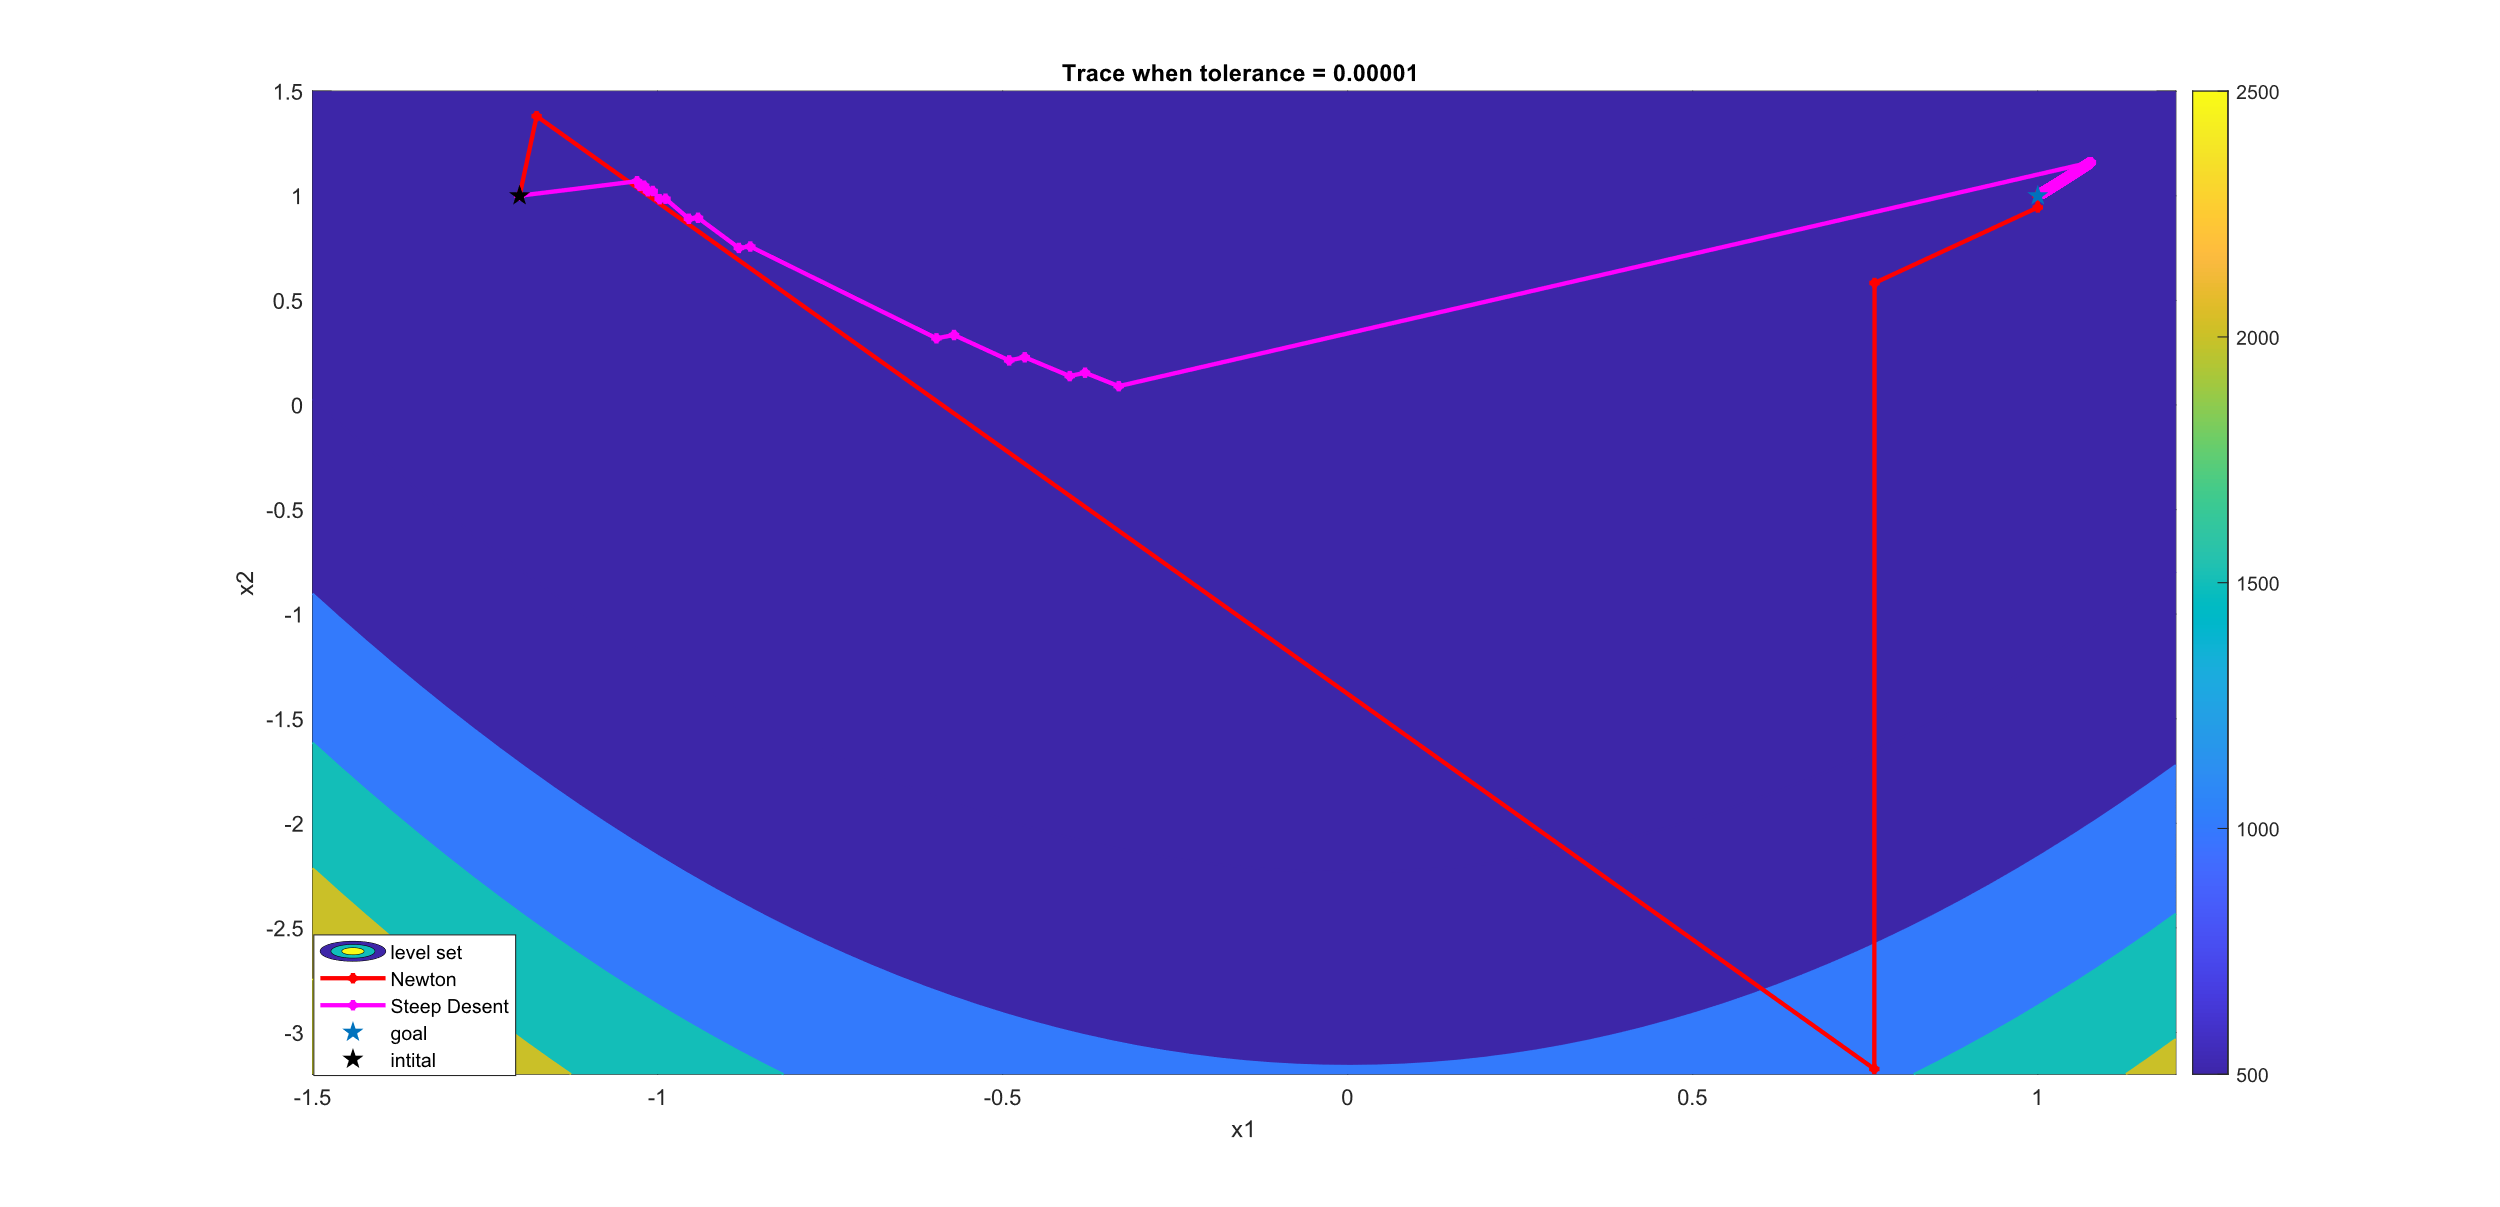 Trace when tolerance = 0.00001
1.5
1
0.5
0
-0.5
-1
-1.5
-2
-2.5
-3
x2
-1.5
-1
-0.5
0
0.5
1
x1
level set
Newton
Steep Desent
goal
intital
2500
2000
1500
1000
500